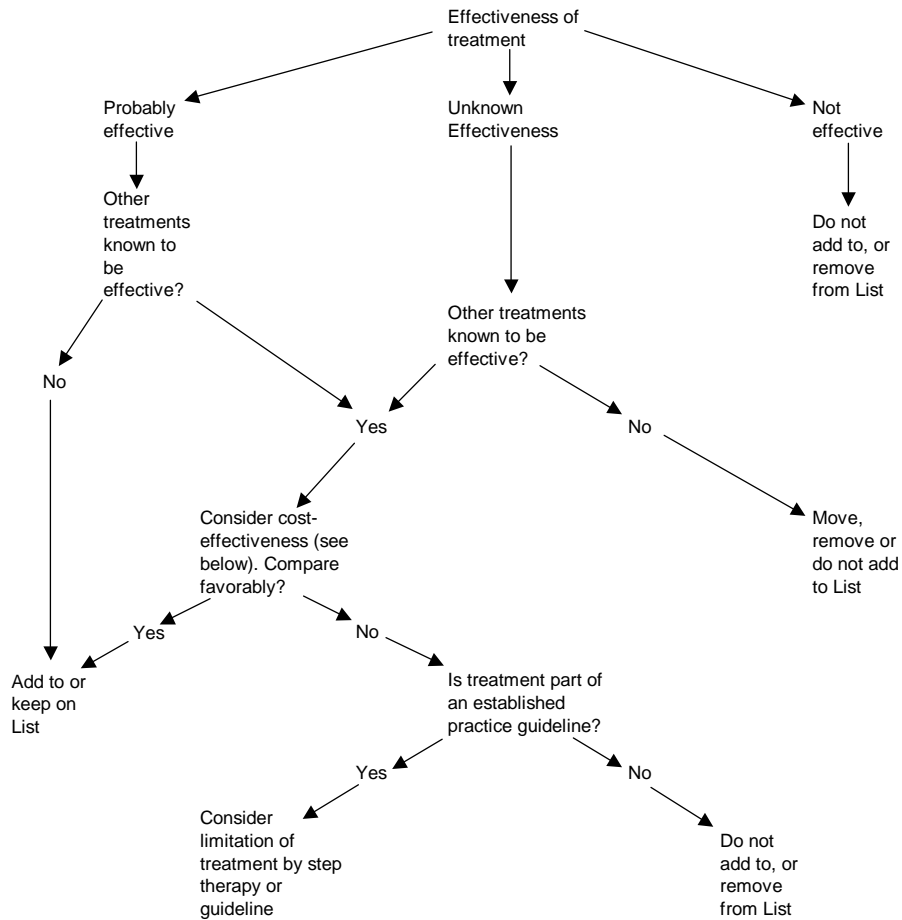 Effectiveness of
treatment
Probably
effective
Unknown
Effectiveness
Not
effective
Other
treatments
known to
be
effective?
Do not
add to, or
remove
from List
Other treatments
known to be
effective?
No
Yes
No
Consider cost-
effectiveness (see
below). Compare
favorably?
Move,
remove or
do not add
to List
Yes
No
Add to or
keep on
List
Is treatment part of
an established
practice guideline?
Yes
No
Consider
limitation of
treatment by step
therapy or
guideline
Do not
add to, or
remove
from List